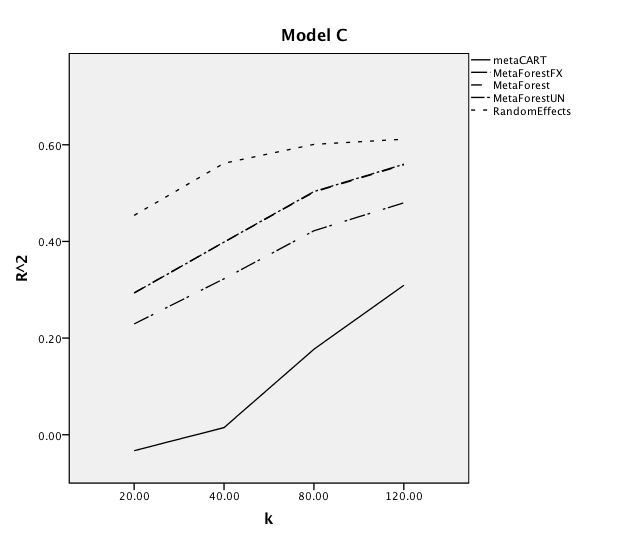 Model C
metaCART
MetaForestFX
MetaForest
MetaForestUN
RandomEffects
0.60
0.40
0.20
0.00
R^2
20.00 40.00 80.00 120.00
k